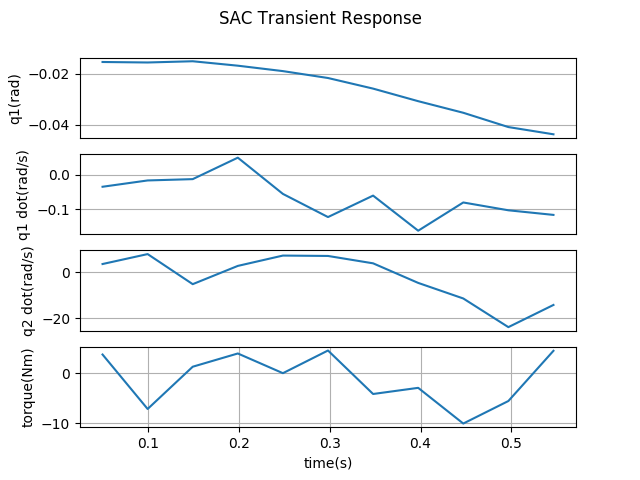 SAC Transient Response
q1(rad)
−0.02
−0.04
q1 dot(rad/s)
0.0
−0.1
q2 dot(rad/s)
0
−20
torque(Nm)
0
−10
0.1 0.2 0.3 0.4 0.5
time(s)